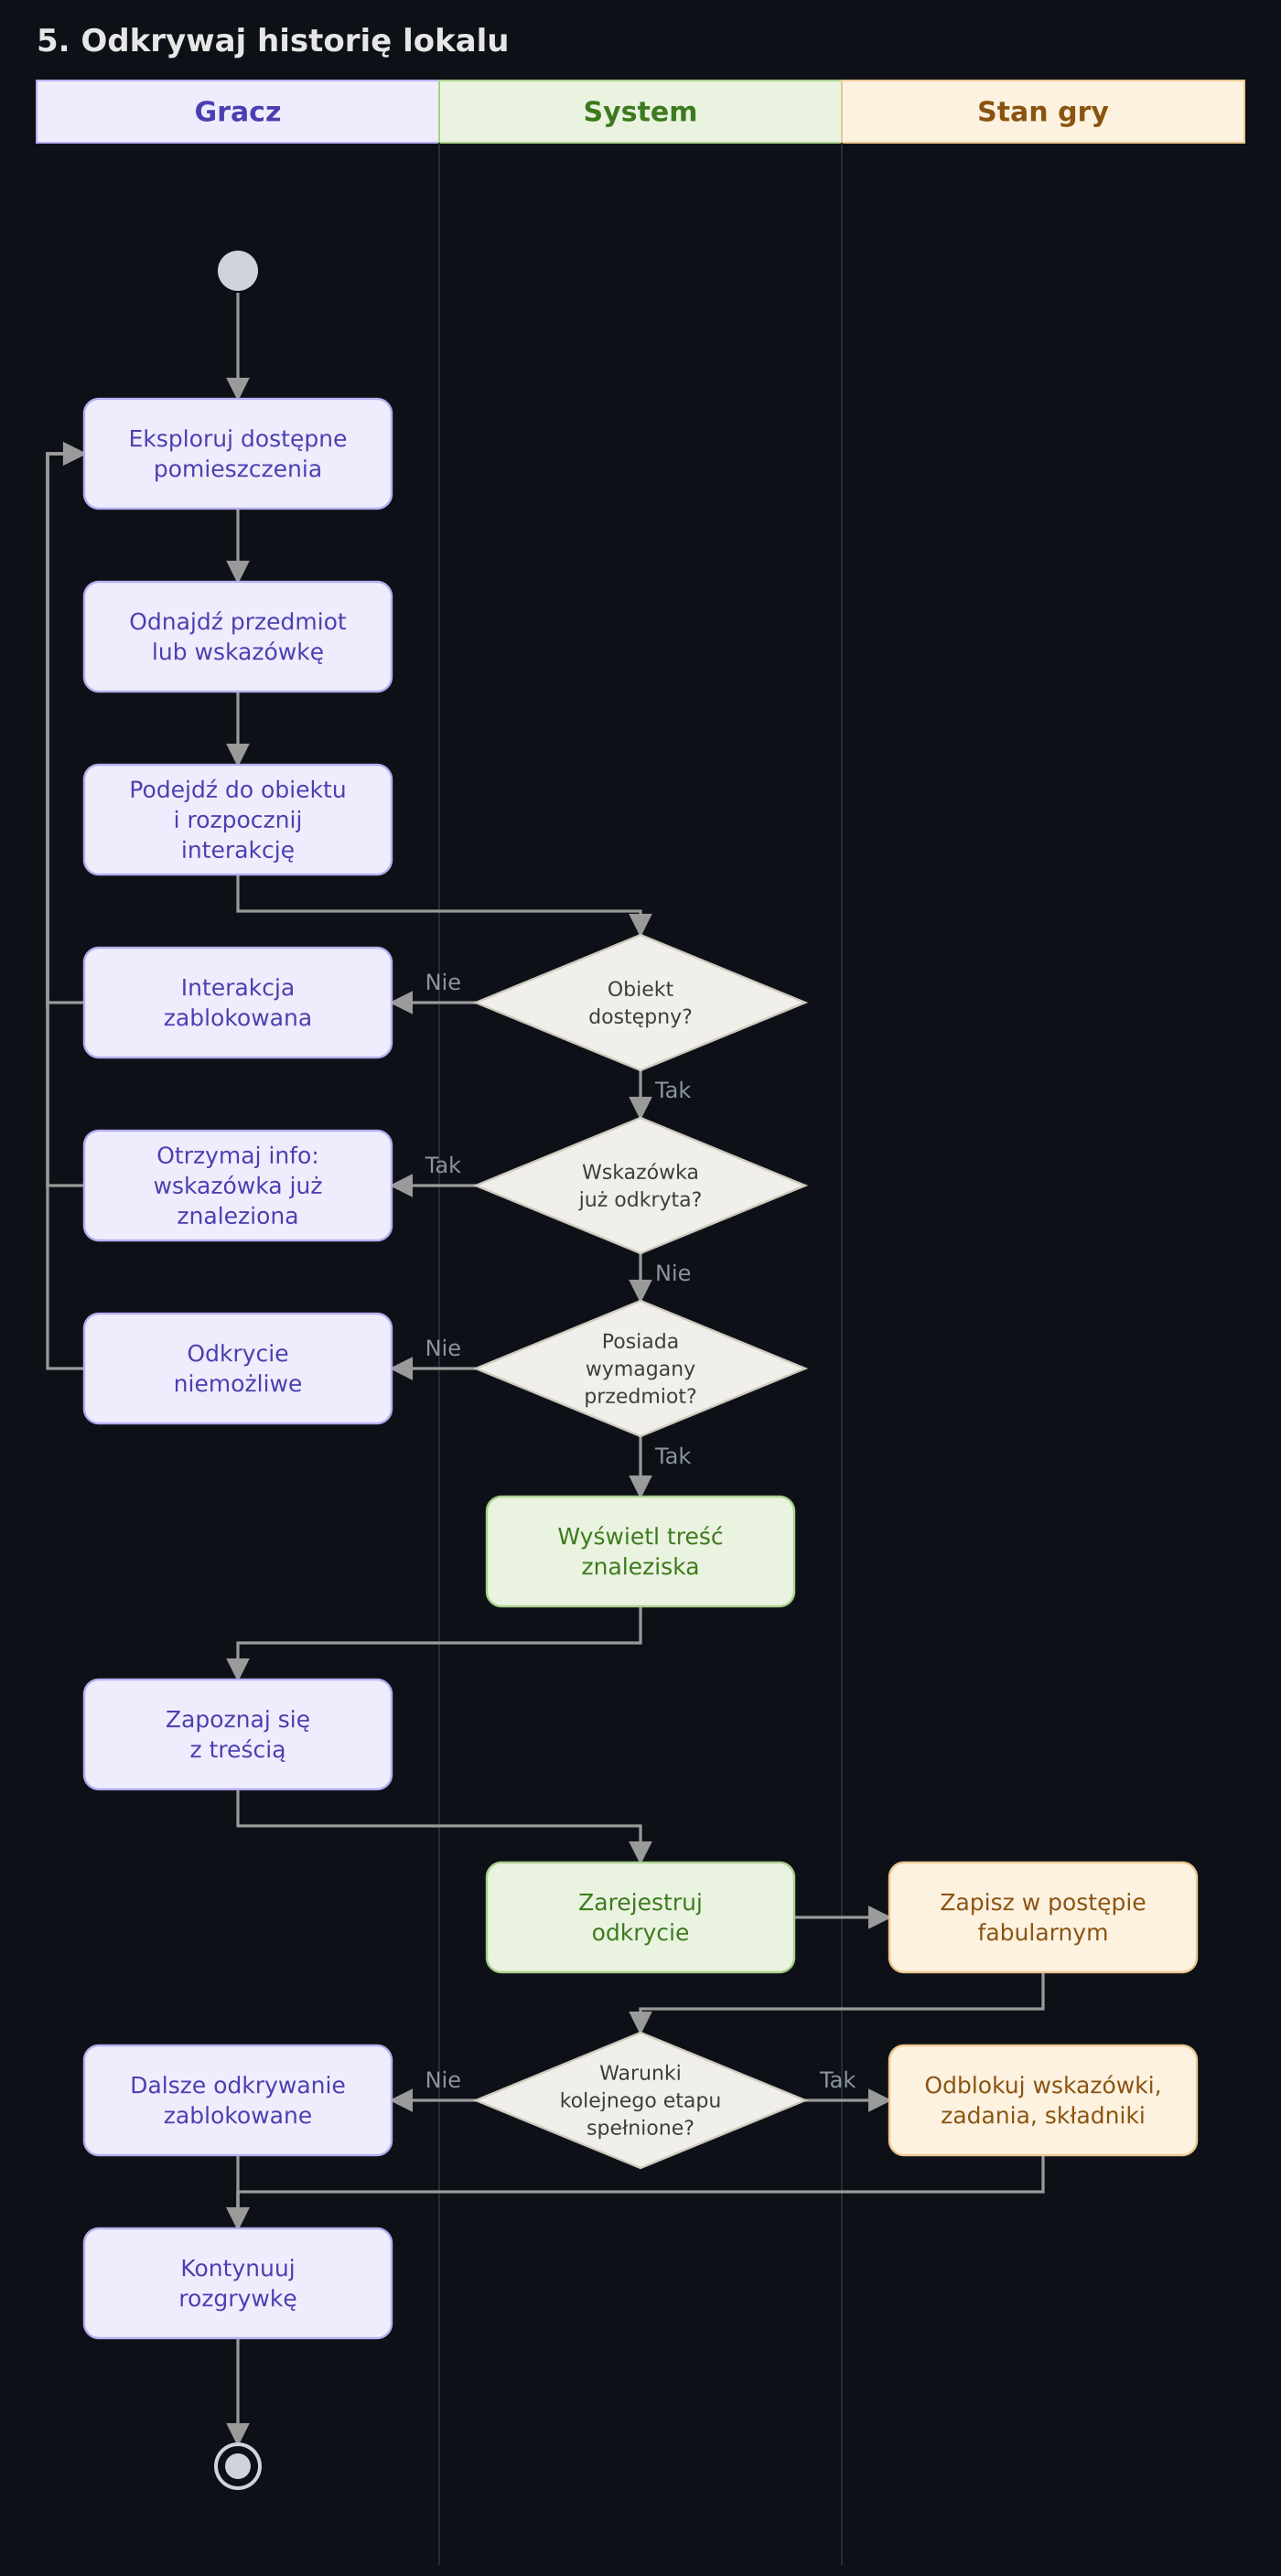 5. Odkrywaj historię lokalu
Gracz
System
Stan gry
Eksploruj dostępne
pomieszczenia
Odnajdź przedmiot
lub wskazówkę
Podejdź do obiektu
i rozpocznij
interakcję
Interakcja
zablokowana
Nie
Obiekt
dostępny?
Tak
Otrzymaj info:
wskazówka już
znaleziona
Tak
Wskazówka
już odkryta?
Nie
Odkrycie
niemożliwe
Nie
Posiada
wymagany
przedmiot?
Tak
Wyświetl treść
znaleziska
Zapoznaj się
z treścią
Zarejestruj
odkrycie
Zapisz w postępie
fabularnym
Dalsze odkrywanie
zablokowane
Nie
Warunki
kolejnego etapu
spełnione?
Tak
Odblokuj wskazówki,
zadania, składniki
Kontynuuj
rozgrywkę